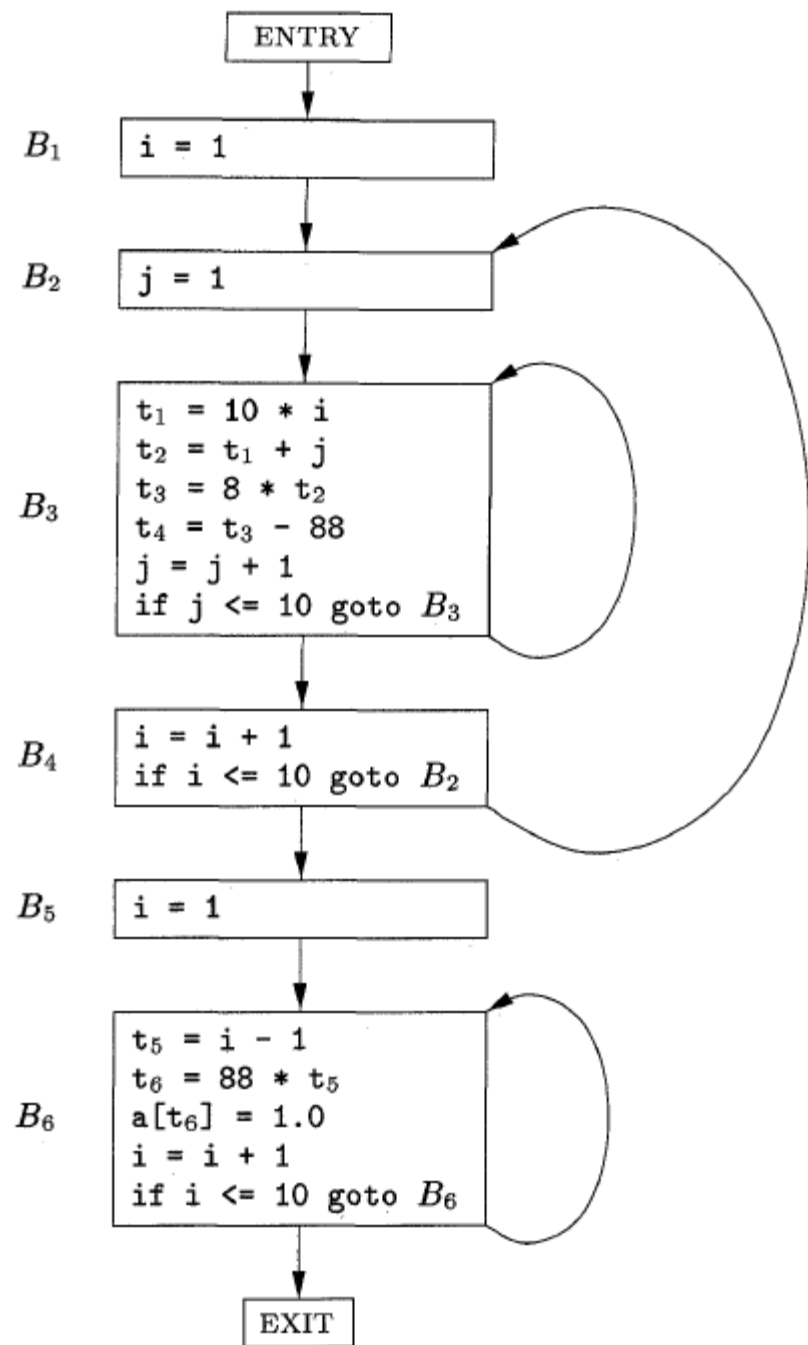 ENTRY
B₁ i = 1
B₂ j = 1
t₁ = 10 * i
t₂ = t₁ + j
B₃ t₃ = 8 * t₂
t₄ = t₃ - 88
j = j + 1
if j <= 10 goto B₃
B₄ i = i + 1
if i <= 10 goto B₂
B₅ i = 1
t₅ = i - 1
t₆ = 88 * t₅
B₆ a[t₆] = 1.0
i = i + 1
if i <= 10 goto B₆
EXIT